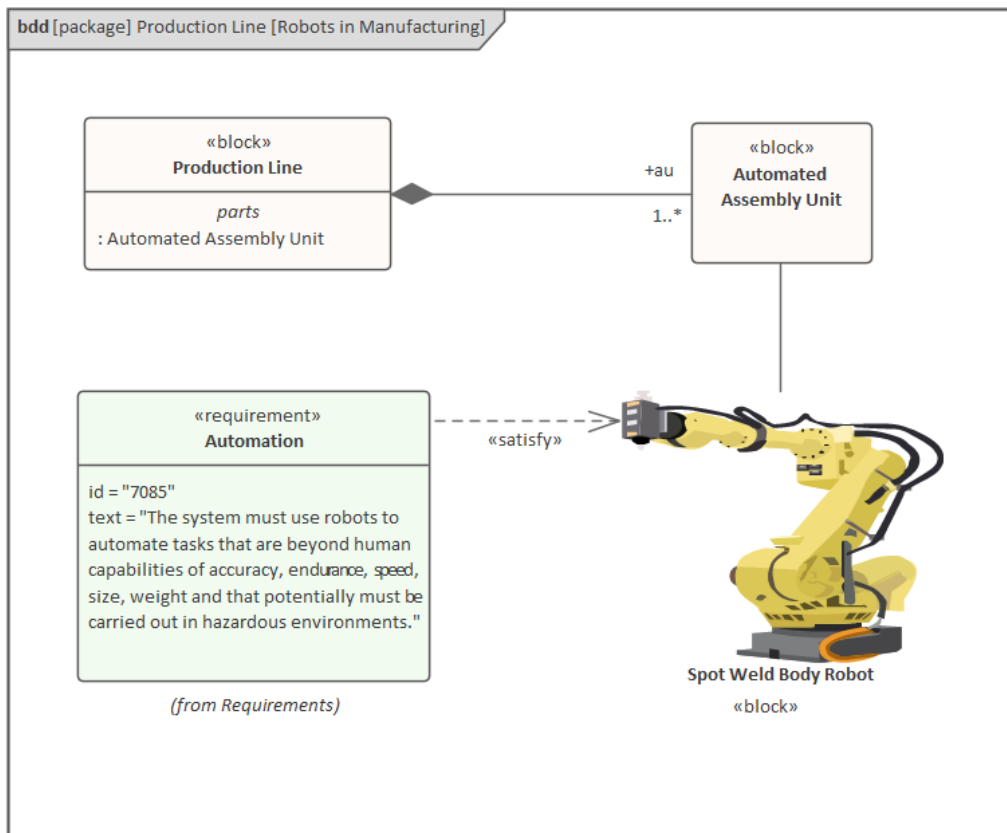 bdd [package] Production Line [Robots in Manufacturing]
«block»
Production Line
parts
: Automated Assembly Unit
+au
1..*
«block»
Automated
Assembly Unit
«requirement»
Automation
id = "7085"
text = "The system must use robots to
automate tasks that are beyond human
capabilities of accuracy, endurance, speed,
size, weight and that potentially must be
carried out in hazardous environments."
(from Requirements)
«satisfy»
Spot Weld Body Robot
«block»